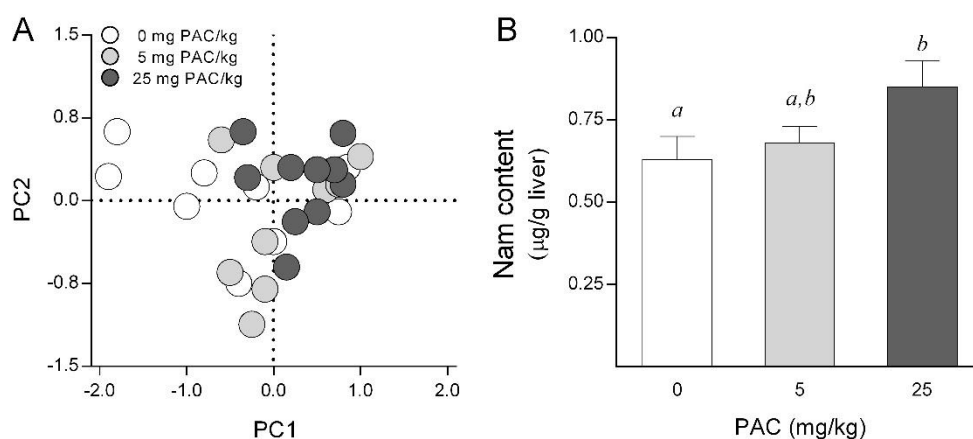 A
0 mg PAC/kg
5 mg PAC/kg
25 mg PAC/kg
1.5
0.8
0.0
-0.8
-1.5
PC2
-2.0
-1.0
0.0
1.0
2.0
PC1
B
1.00
0.75
0.50
0.25
Nam content
(µg/g liver)
a
a,b
b
0
5
25
PAC (mg/kg)